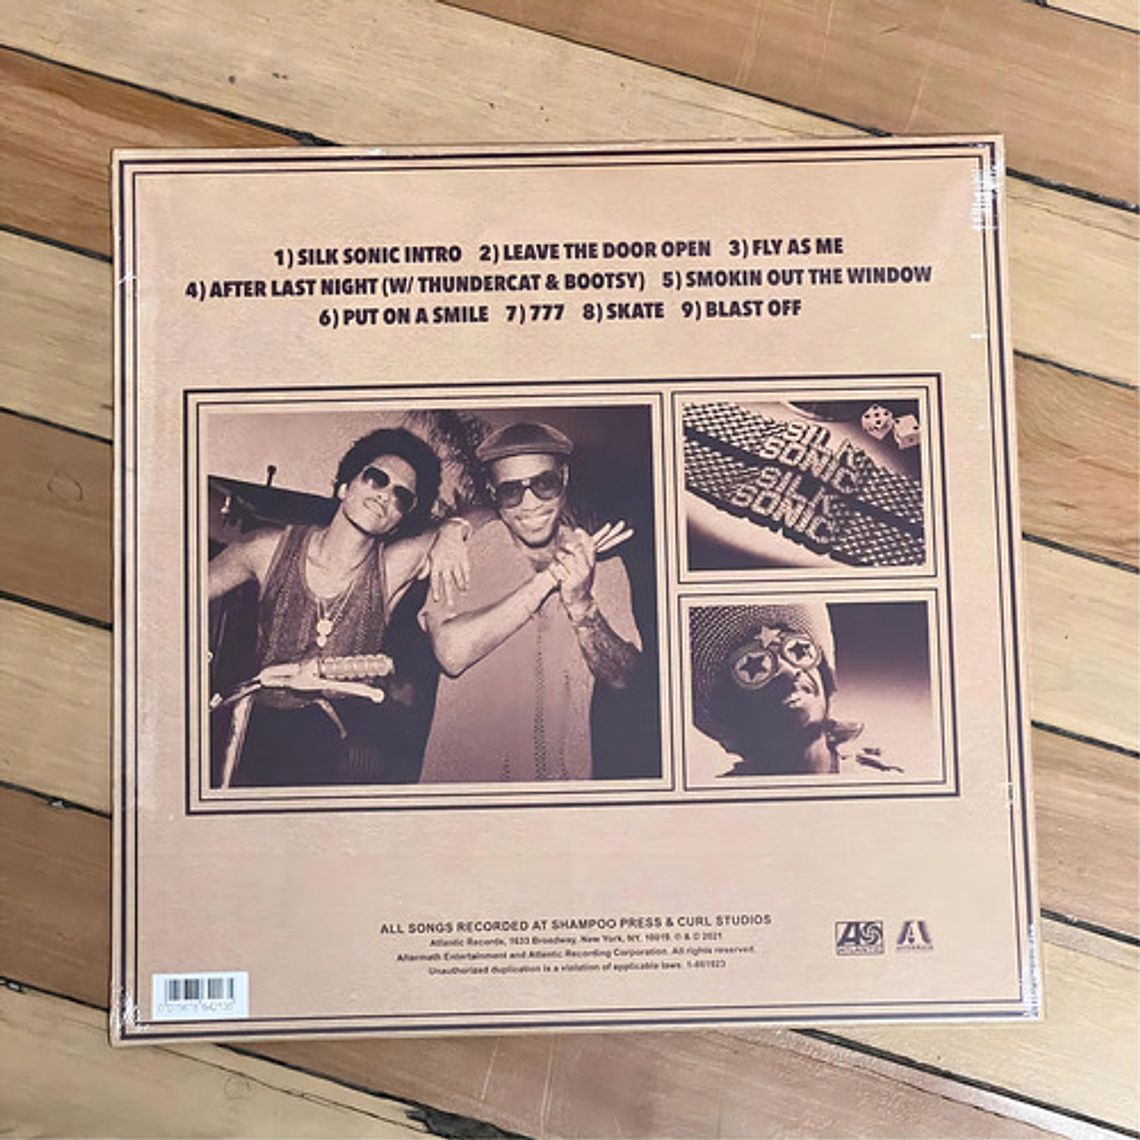 1) SILK SONIC INTRO 2) LEAVE THE DOOR OPEN 3) FLY AS ME
4) AFTER LAST NIGHT (W/ THUNDERCAT & BOOTSY) 5) SMOKIN OUT THE WINDOW
6) PUT ON A SMILE 7) 777 8) SKATE 9) BLAST OFF
SILK
SONIC
SILK
SONIC
ALL SONGS RECORDED AT SHAMPOO PRESS & CURL STUDIOS
Atlantic Records, 1633 Broadway, New York, NY, 10019. ℗ & © 2021
Aftermath Entertainment and Atlantic Recording Corporation. All rights reserved.
Unauthorized duplication is a violation of applicable laws. 1-661923
ATLANTIC